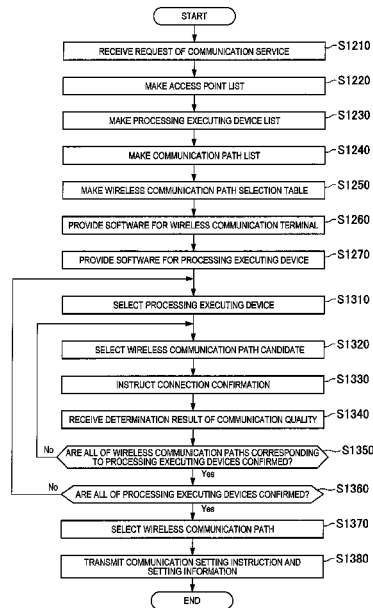 START
RECEIVE REQUEST OF COMMUNICATION SERVICE
S1210
MAKE ACCESS POINT LIST
S1220
MAKE PROCESSING EXECUTING DEVICE LIST
S1230
MAKE COMMUNICATION PATH LIST
S1240
MAKE WIRELESS COMMUNICATION PATH SELECTION TABLE
S1250
PROVIDE SOFTWARE FOR WIRELESS COMMUNICATION TERMINAL
S1260
PROVIDE SOFTWARE FOR PROCESSING EXECUTING DEVICE
S1270
SELECT PROCESSING EXECUTING DEVICE
S1310
SELECT WIRELESS COMMUNICATION PATH CANDIDATE
S1320
INSTRUCT CONNECTION CONFIRMATION
S1330
RECEIVE DETERMINATION RESULT OF COMMUNICATION QUALITY
S1340
No
ARE ALL OF WIRELESS COMMUNICATION PATHS CORRESPONDING
TO PROCESSING EXECUTING DEVICES CONFIRMED?
S1350
Yes
No
ARE ALL OF PROCESSING EXECUTING DEVICES CONFIRMED?
S1360
Yes
SELECT WIRELESS COMMUNICATION PATH
S1370
TRANSMIT COMMUNICATION SETTING INSTRUCTION AND
SETTING INFORMATION
S1380
END